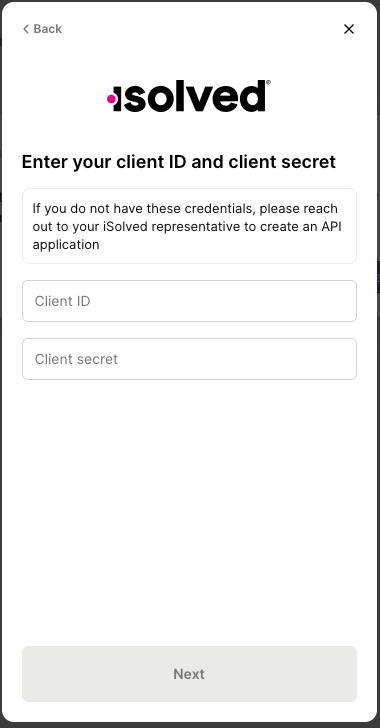 Back
isolved®
Enter your client ID and client secret
If you do not have these credentials, please reach
out to your iSolved representative to create an API
application
Client ID
Client secret
Next